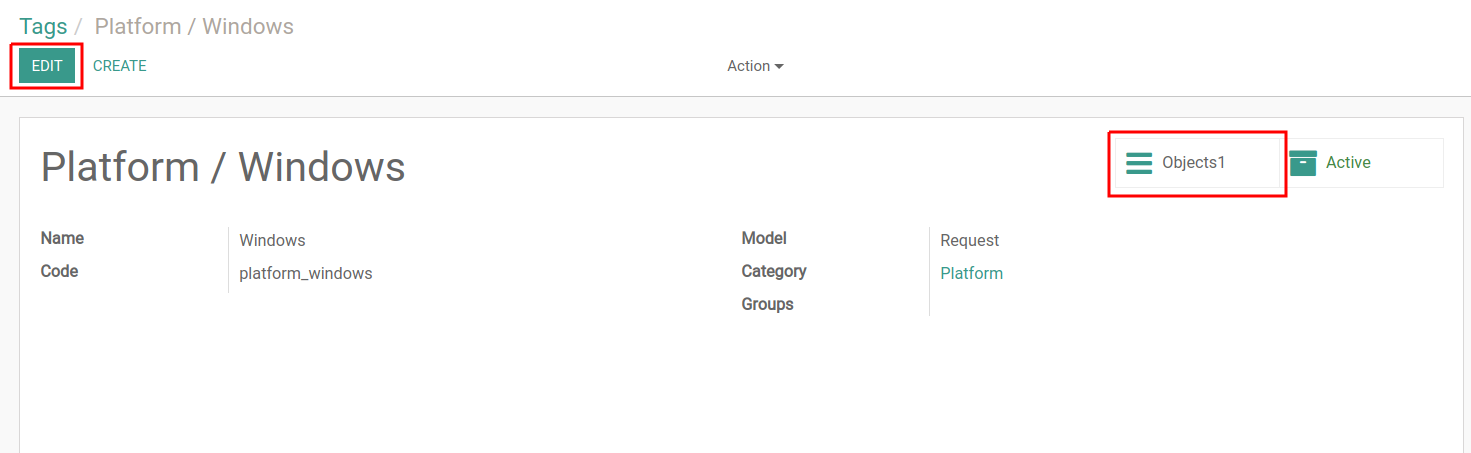 Tags / Platform / Windows
EDIT CREATE Action
Platform / Windows
Objects1 Active
Name Windows Model Request
Code platform_windows Category Platform
Groups